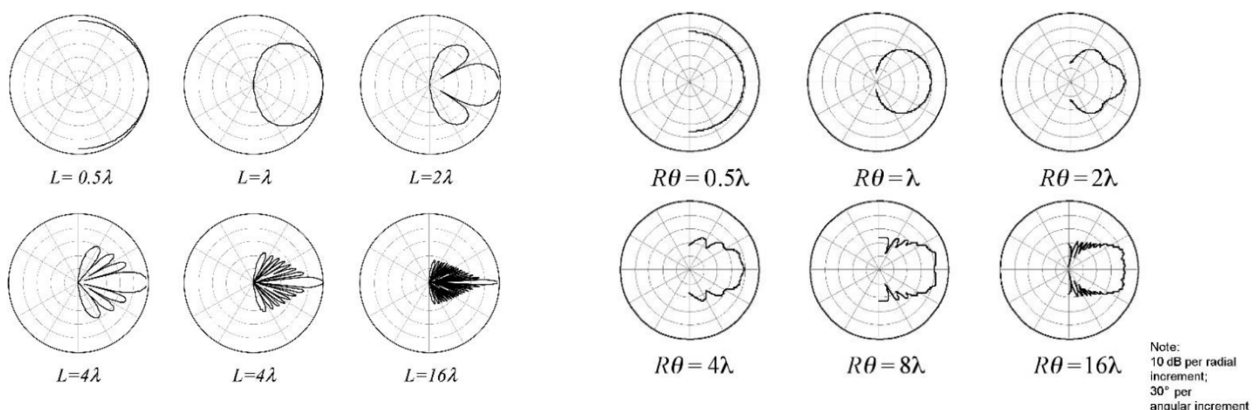 L= 0.5λ
L=λ
L=2λ
Rθ = 0.5λ
Rθ = λ
Rθ = 2λ
L=4λ
L=4λ
L=16λ
Rθ = 4λ
Rθ = 8λ
Rθ = 16λ
Note:
10 dB per radial
increment;
30° per
angular increment